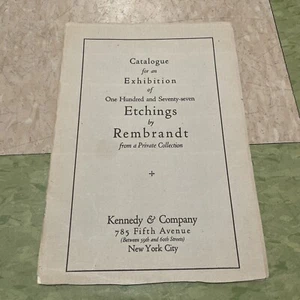 Catalogue
for an
Exhibition
of
One Hundred and Seventy-seven
Etchings
by
Rembrandt
from a Private Collection
Kennedy & Company
785 Fifth Avenue
(Between 59th and 60th Streets)
New York City